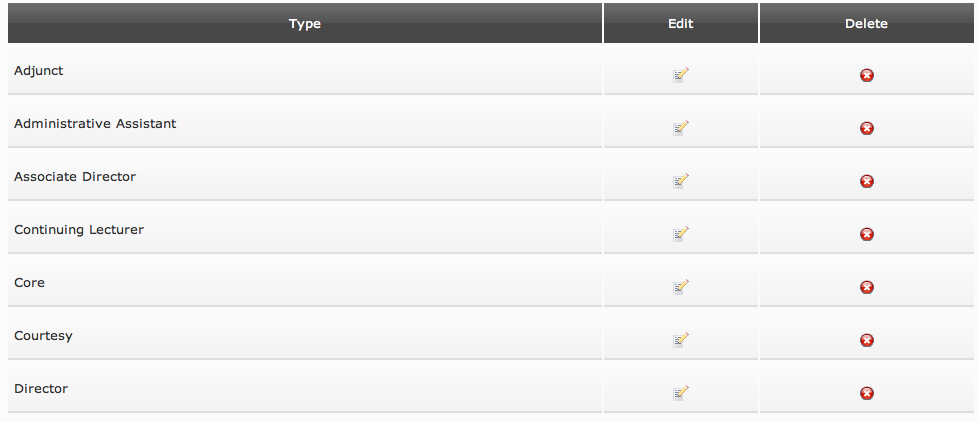 Type Edit Delete
Adjunct
Administrative Assistant
Associate Director
Continuing Lecturer
Core
Courtesy
Director